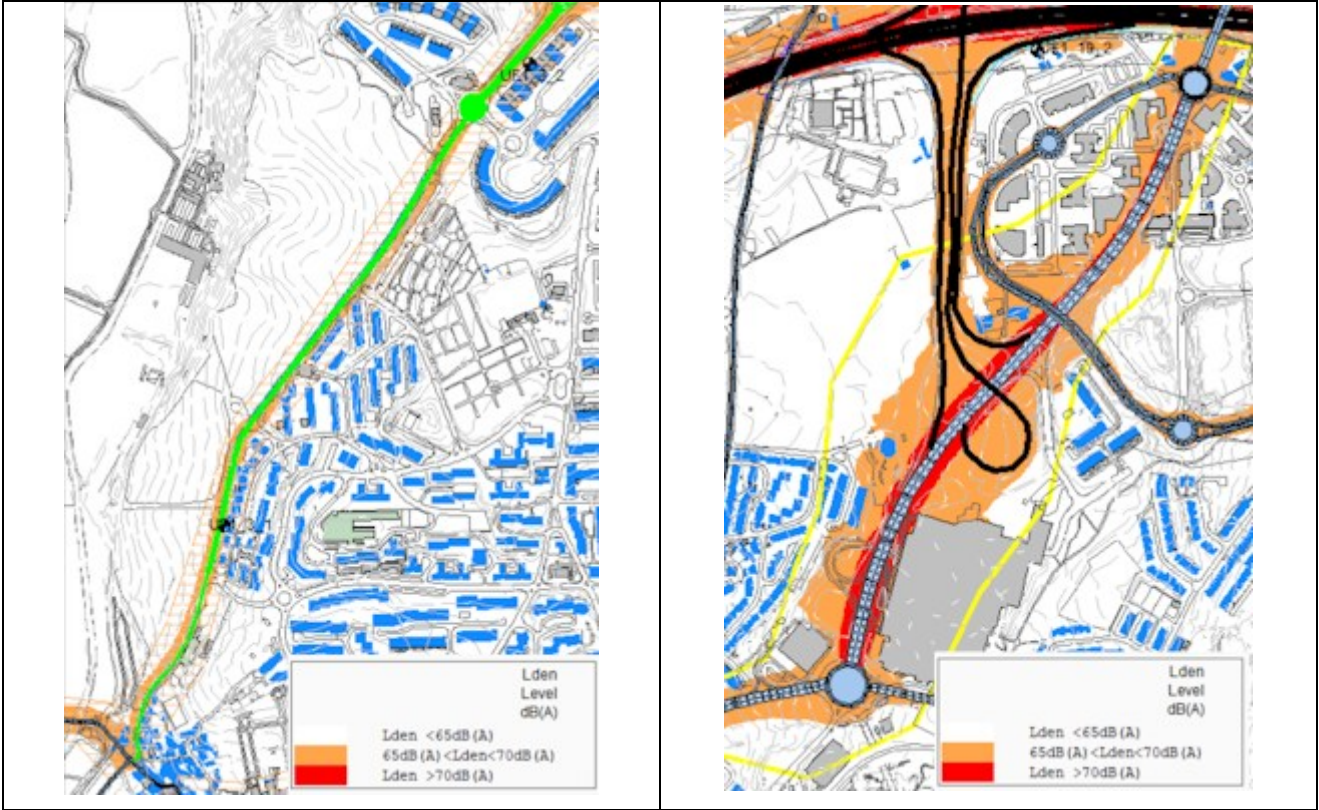 Lden
Level
dB(A)
Lden <65dB(A)
65dB(A)<Lden<70dB(A)
Lden >70dB(A)
Lden
Level
dB(A)
Lden <65dB(A)
65dB(A)<Lden<70dB(A)
Lden >70dB(A)